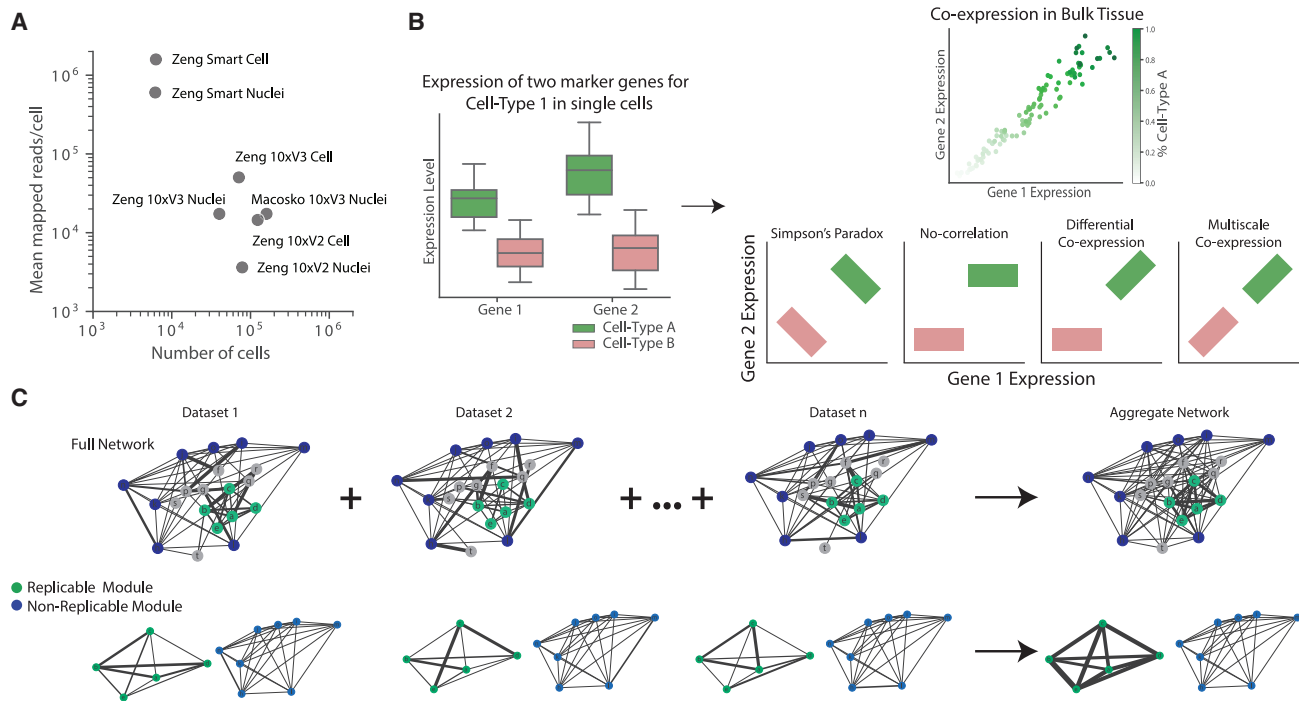 A
Zeng Smart Cell
Zeng Smart Nuclei
Zeng 10xV3 Cell
Zeng 10xV3 Nuclei
Macosko 10xV3 Nuclei
Zeng 10xV2 Cell
Zeng 10xV2 Nuclei
10^6
10^5
10^4
10^3
Mean mapped reads/cell
10^3
10^4
10^5
10^6
Number of cells
B
Expression of two marker genes for
Cell-Type 1 in single cells
Expression Level
Gene 1
Gene 2
Cell-Type A
Cell-Type B
Co-expression in Bulk Tissue
Gene 2 Expression
Gene 1 Expression
1.0
0.8
0.6
0.4
0.2
0.0
% Cell-Type A
Simpson's Paradox
No-correlation
Differential
Co-expression
Multiscale
Co-expression
Gene 2 Expression
Gene 1 Expression
C
Dataset 1
Dataset 2
Dataset n
Aggregate Network
Full Network
+
+ ... +
Replicable Module
Non-Replicable Module